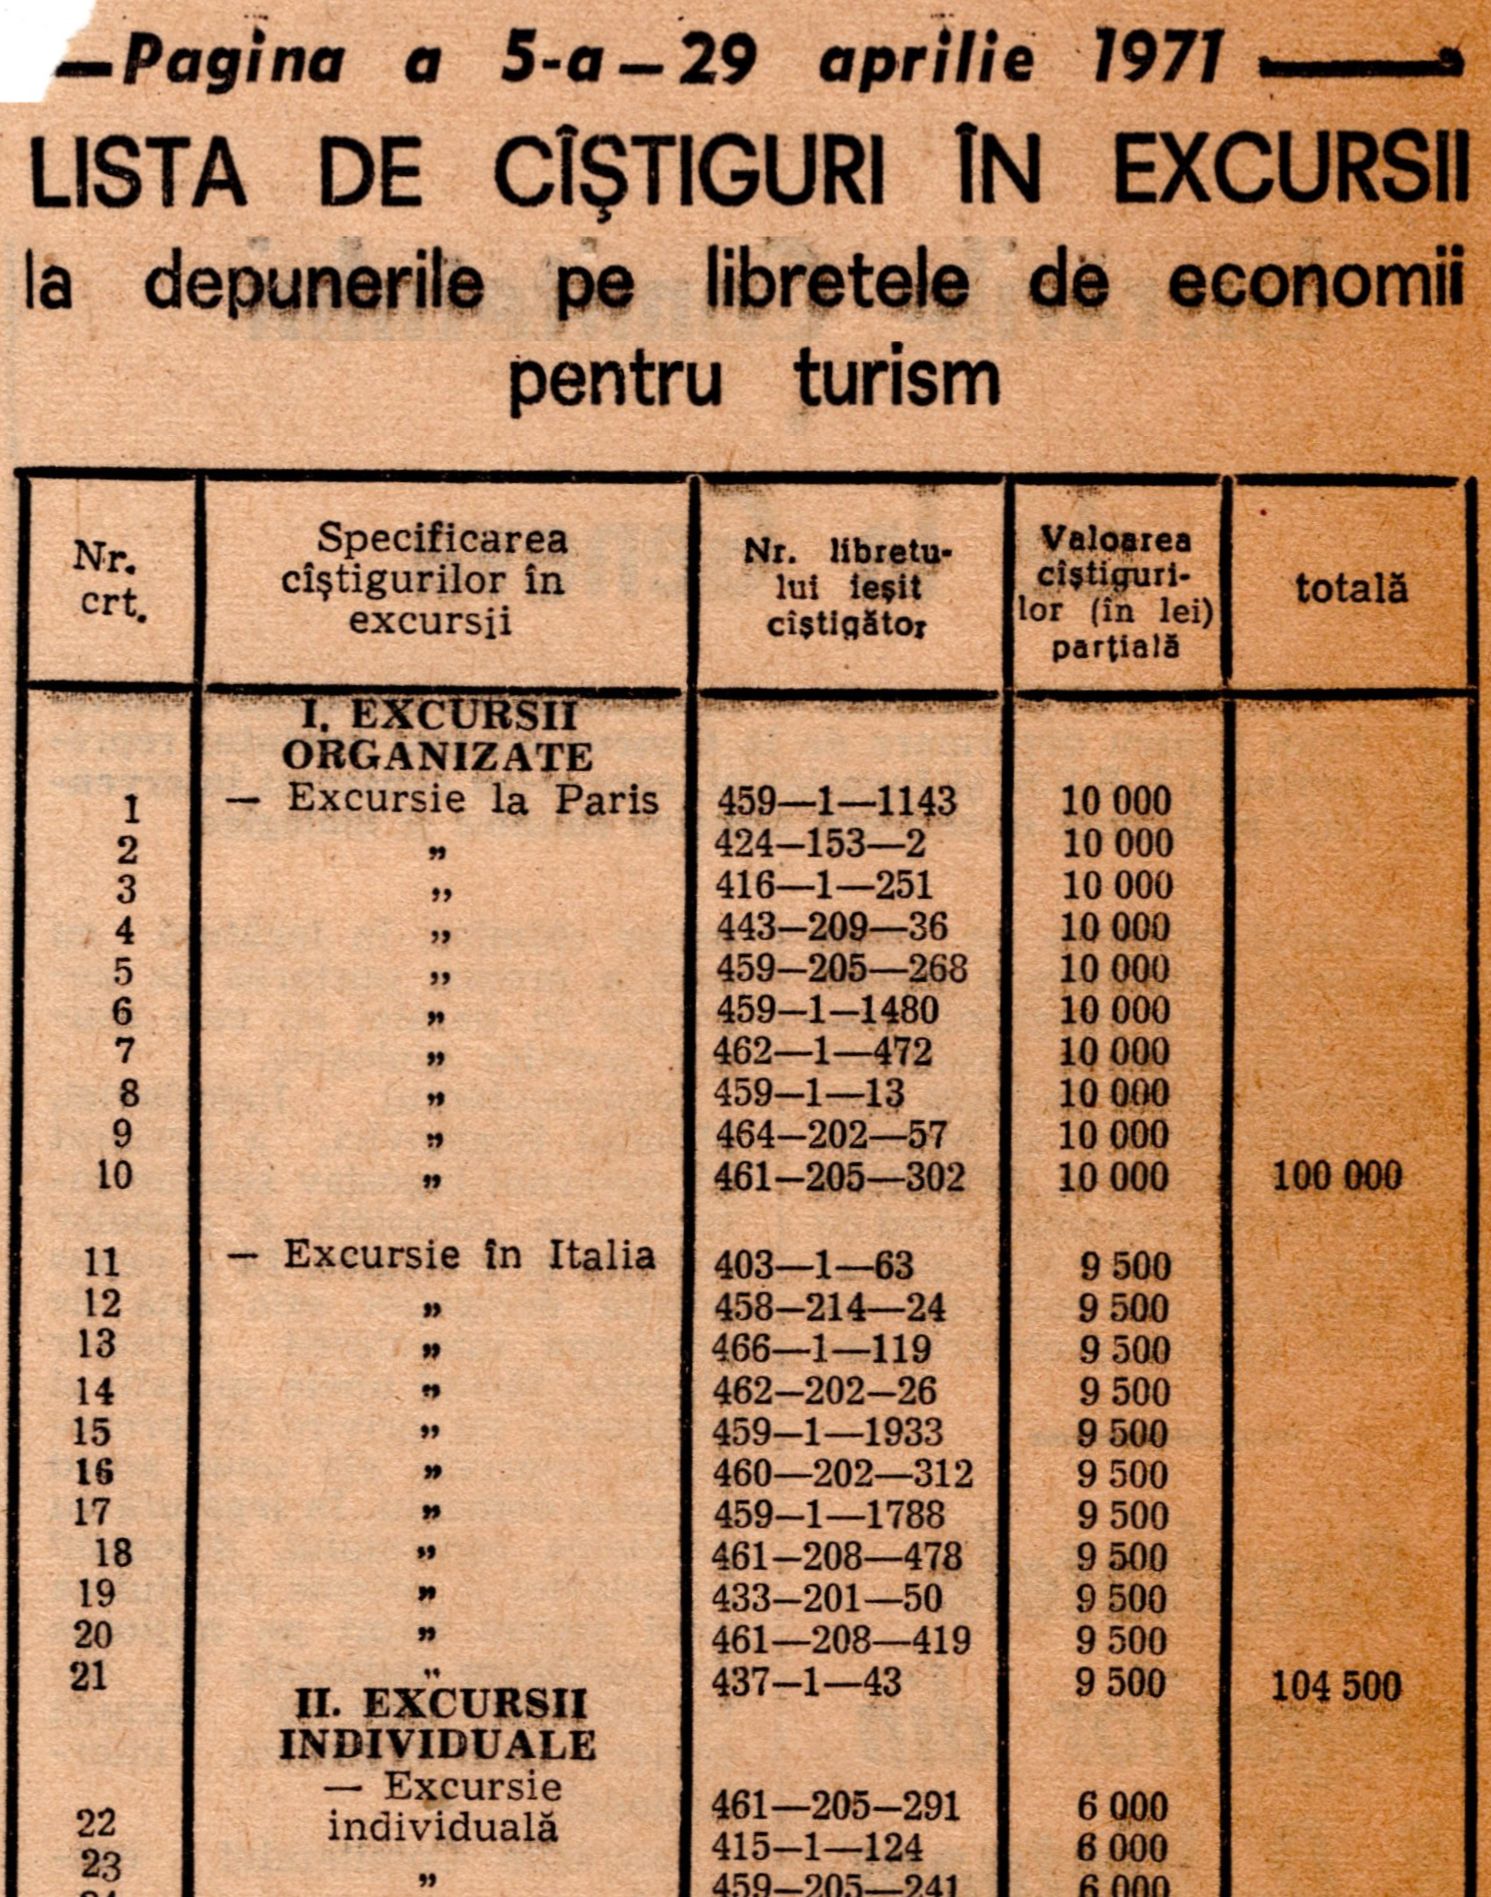 —Pagina a 5-a—29 aprilie 1971
LISTA DE CÎŞTIGURI ÎN EXCURSII
la depunerile pe libretele de economii
pentru turism
Nr. crt. | Specificarea cîştigurilor în excursii | Nr. libretu-lui ieşit cîştigător | Valoarea cîştiguri-lor (în lei) parţială | totală
I. EXCURSII
ORGANIZATE
1 — Excursie la Paris 459—1—1143 10 000
2 „ 424—153—2 10 000
3 „ 416—1—251 10 000
4 „ 443—209—36 10 000
5 „ 459—205—268 10 000
6 „ 459—1—1480 10 000
7 „ 462—1—472 10 000
8 „ 459—1—13 10 000
9 „ 464—202—57 10 000
10 „ 461—205—302 10 000 100 000
11 — Excursie în Italia 403—1—63 9 500
12 „ 458—214—24 9 500
13 „ 466—1—119 9 500
14 „ 462—202—26 9 500
15 „ 459—1—1933 9 500
16 „ 460—202—312 9 500
17 „ 459—1—1788 9 500
18 „ 461—208—478 9 500
19 „ 433—201—50 9 500
20 „ 461—208—419 9 500
21 „ 437—1—43 9 500 104 500
II. EXCURSII
INDIVIDUALE
— Excursie
22 individuală 461—205—291 6 000
23 „ 415—1—124 6 000
459—205—241 6 000